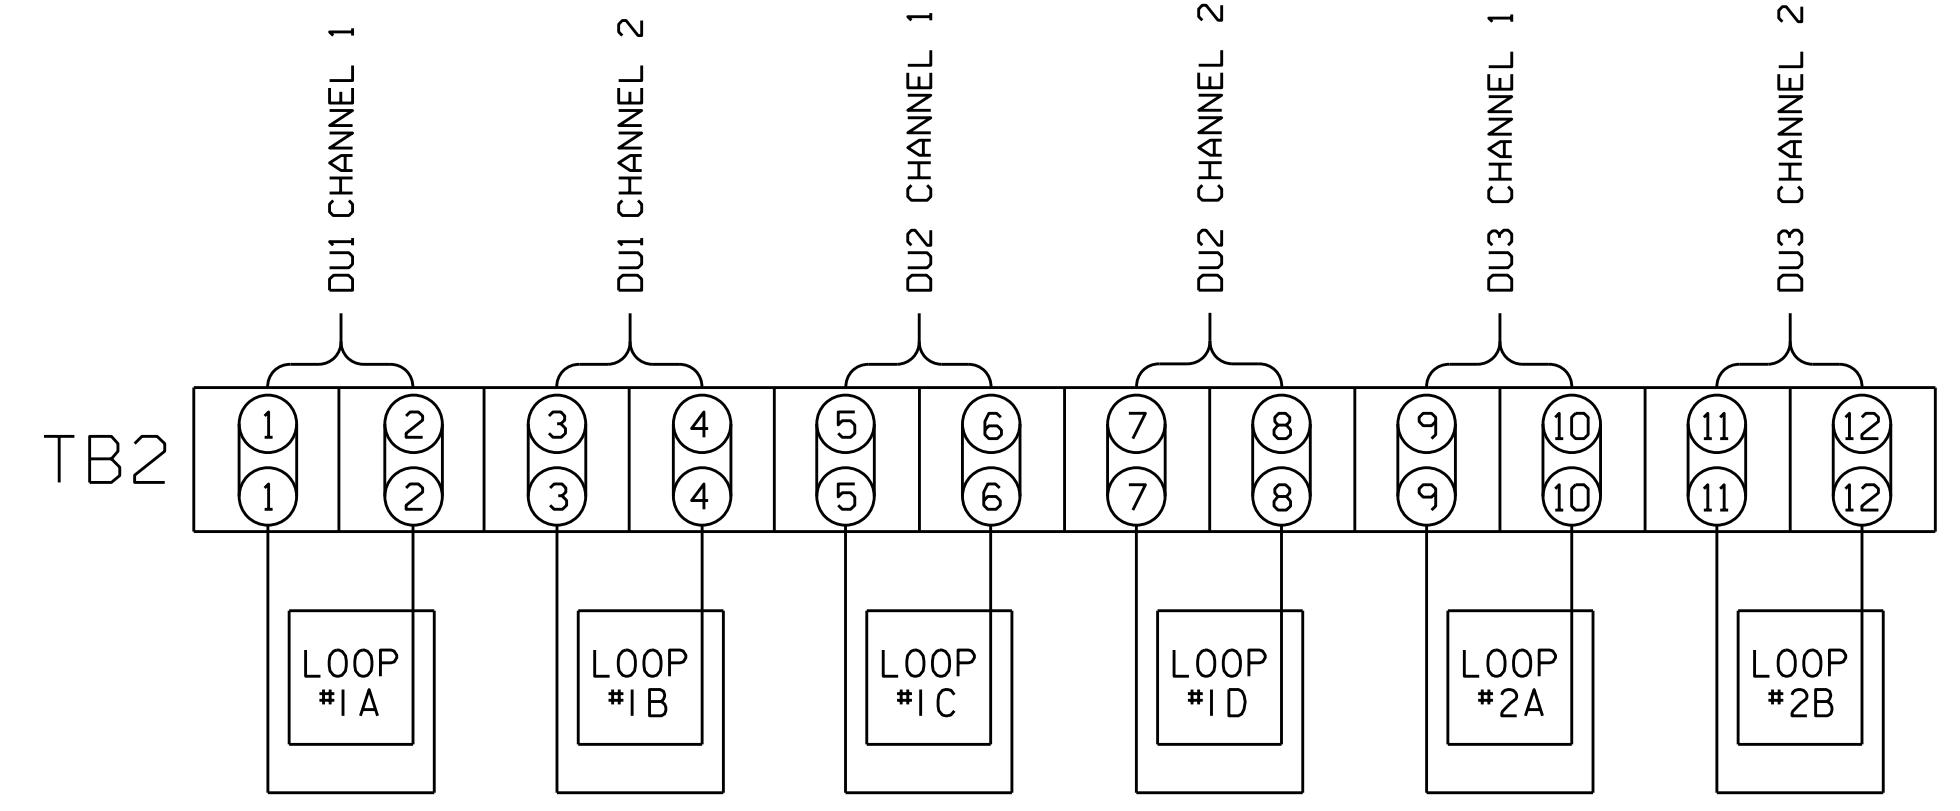 DU1 CHANNEL 1
DU1 CHANNEL 2
DU2 CHANNEL 1
DU2 CHANNEL 2
DU3 CHANNEL 1
DU3 CHANNEL 2
TB2
1 2 3 4 5 6 7 8 9 10 11 12
1 2 3 4 5 6 7 8 9 10 11 12
LOOP
#1A
LOOP
#1B
LOOP
#1C
LOOP
#1D
LOOP
#2A
LOOP
#2B